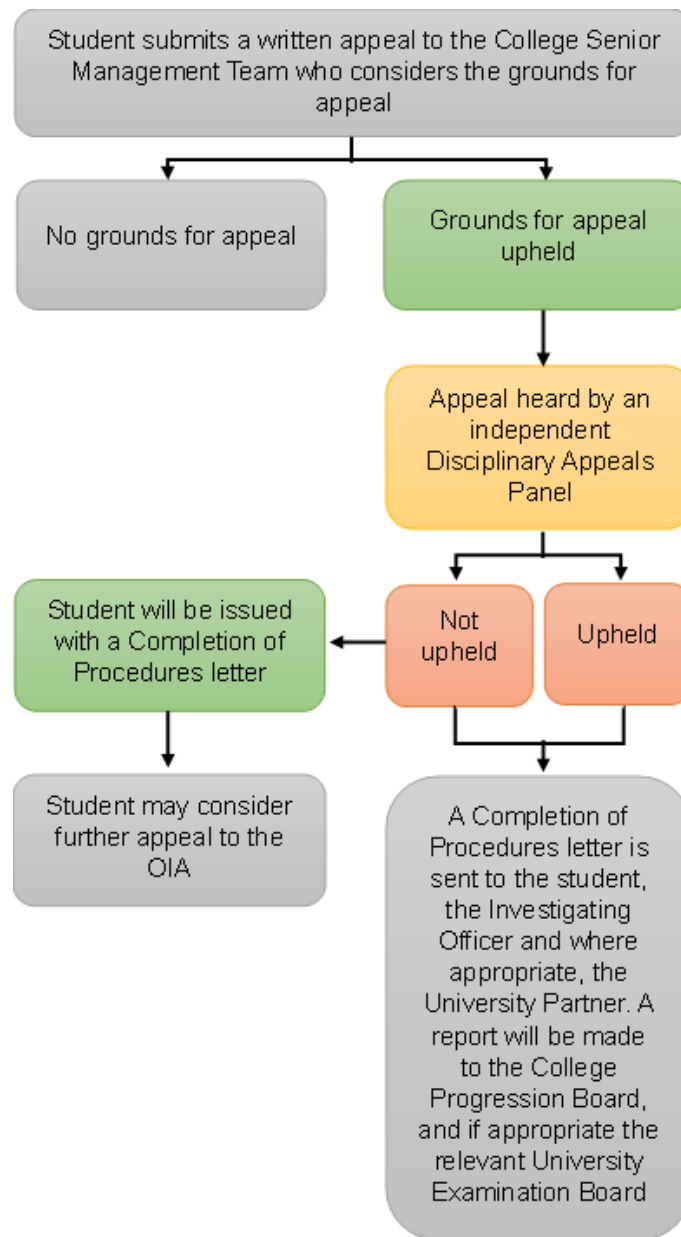 Student submits a written appeal to the College Senior
Management Team who considers the grounds for
appeal
No grounds for appeal
Grounds for appeal
upheld
Appeal heard by an
independent
Disciplinary Appeals
Panel
Student will be issued
with a Completion of
Procedures letter
Not
upheld
Upheld
Student may consider
further appeal to the
OIA
A Completion of
Procedures letter is
sent to the student,
the Investigating
Officer and where
appropriate, the
University Partner. A
report will be made
to the College
Progression Board,
and if appropriate the
relevant University
Examination Board